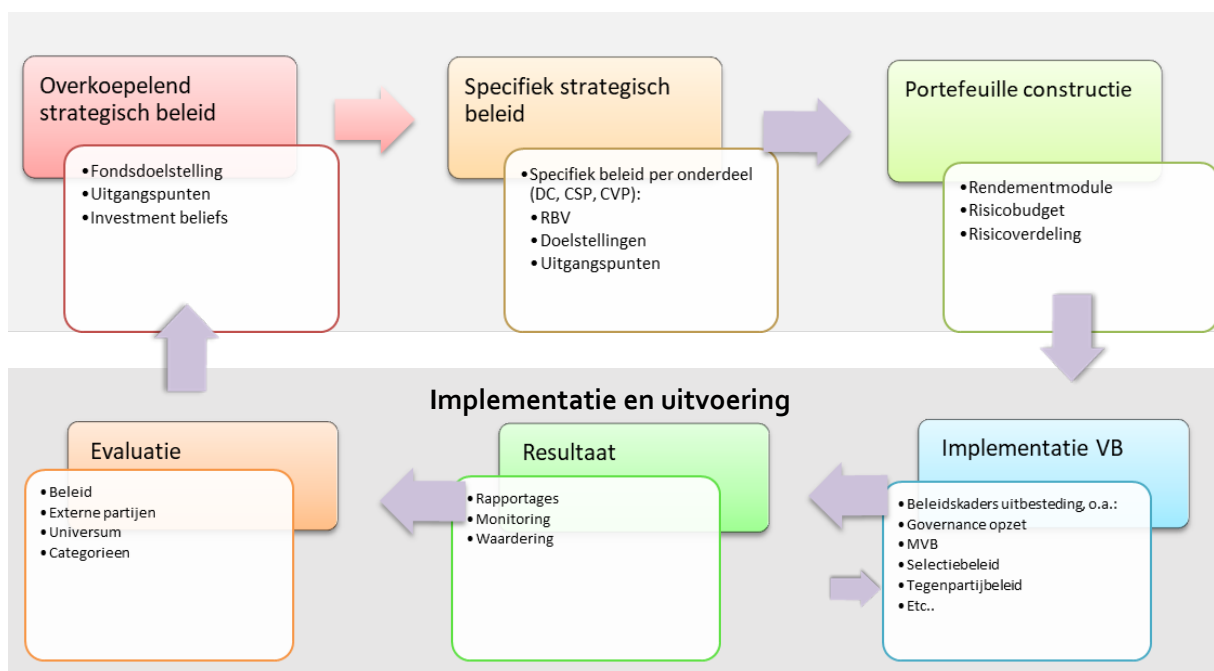 Overkoepelend
strategisch beleid
•Fondsdoelstelling
•Uitgangspunten
•Investment beliefs
Specifiek strategisch
beleid
•Specifiek beleid per onderdeel
(DC, CSP, CVP):
•RBV
•Doelstellingen
•Uitgangspunten
Portefeuille constructie
•Rendementmodule
•Risicobudget
•Risicoverdeling
Implementatie en uitvoering
Evaluatie
•Beleid
•Externe partijen
•Universum
•Categorieen
Resultaat
•Rapportages
•Monitoring
•Waardering
Implementatie VB
•Beleidskaders uitbesteding, o.a.:
•Governance opzet
•MVB
•Selectiebeleid
•Tegenpartijbeleid
•Etc..